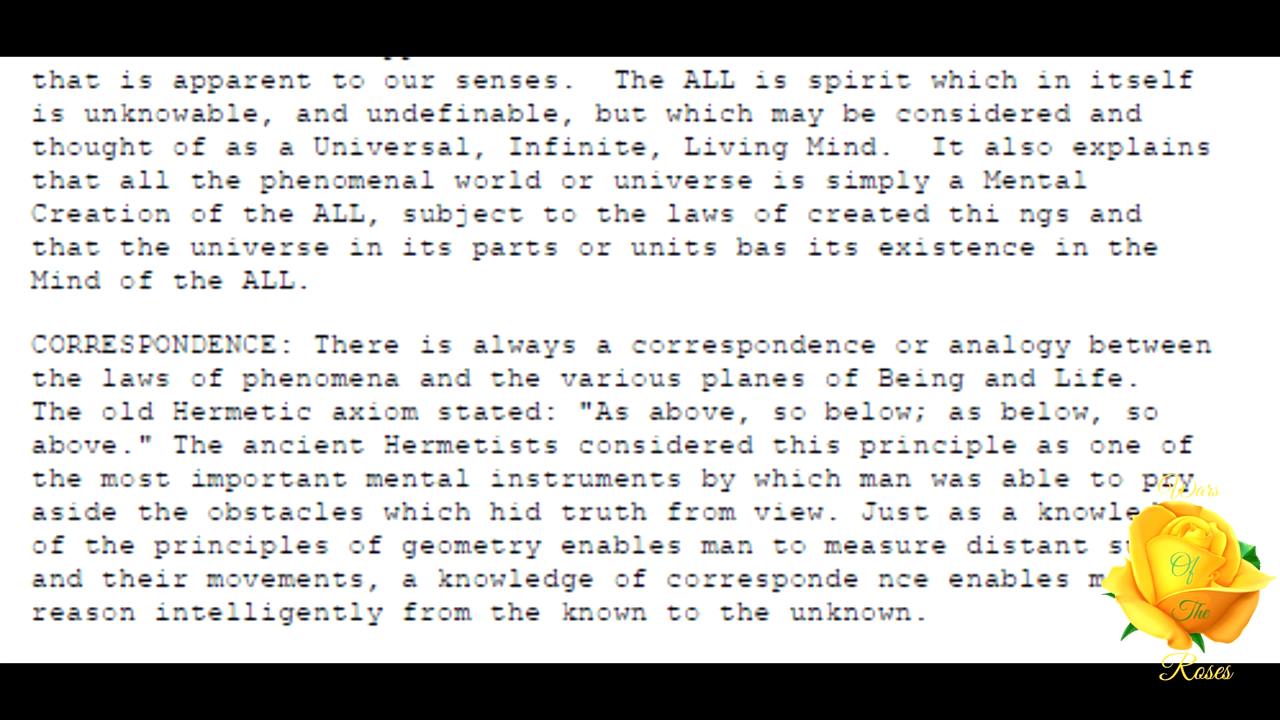 that is apparent to our senses.  The ALL is spirit which in itself
is unknowable, and undefinable, but which may be considered and
thought of as a Universal, Infinite, Living Mind.  It also explains
that all the phenomenal world or universe is simply a Mental
Creation of the ALL, subject to the laws of created thi ngs and
that the universe in its parts or units bas its existence in the
Mind of the ALL.

CORRESPONDENCE: There is always a correspondence or analogy between
the laws of phenomena and the various planes of Being and Life.
The old Hermetic axiom stated: "As above, so below; as below, so
above." The ancient Hermetists considered this principle as one of
the most important mental instruments by which man was able to pry
aside the obstacles which hid truth from view. Just as a
of the principles of geometry enables man to measure distant
and their movements, a knowledge of corresponde nce enables
reason intelligently from the known to the unknown.
Wars
Of
The
Roses